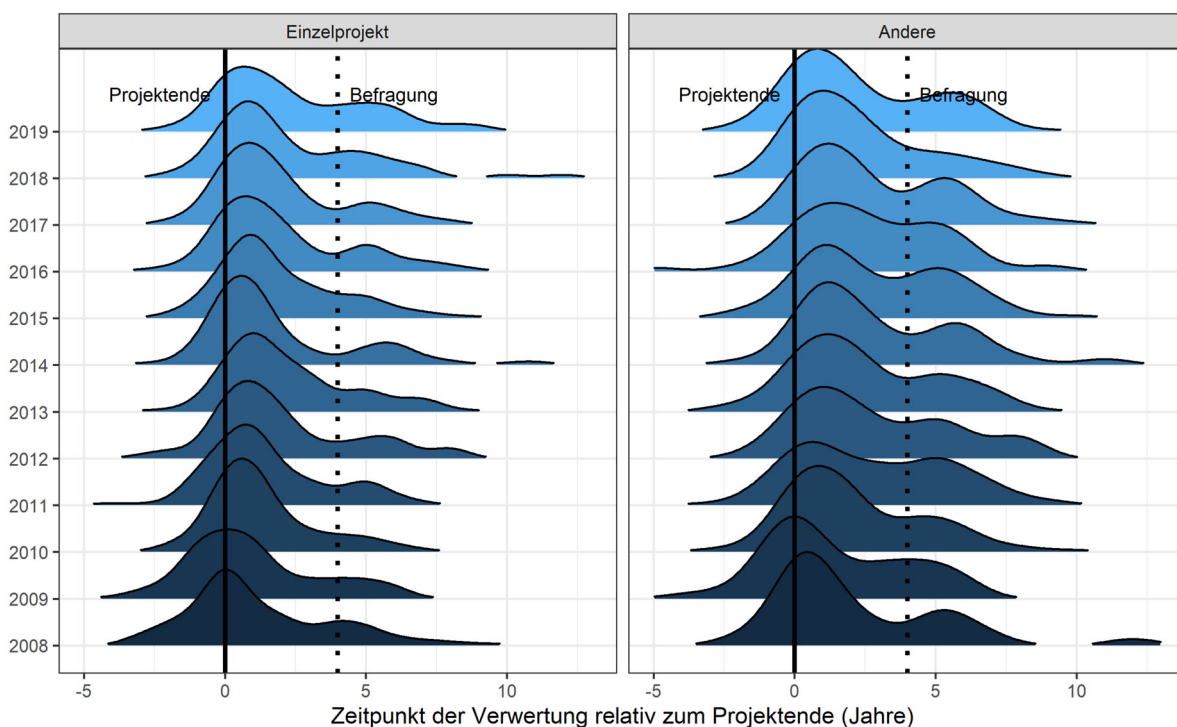 Einzelprojekt
Andere
Projektende
Befragung
Projektende
Befragung
2019
2018
2017
2016
2015
2014
2013
2012
2011
2010
2009
2008
-5 0 5 10
-5 0 5 10
Zeitpunkt der Verwertung relativ zum Projektende (Jahre)